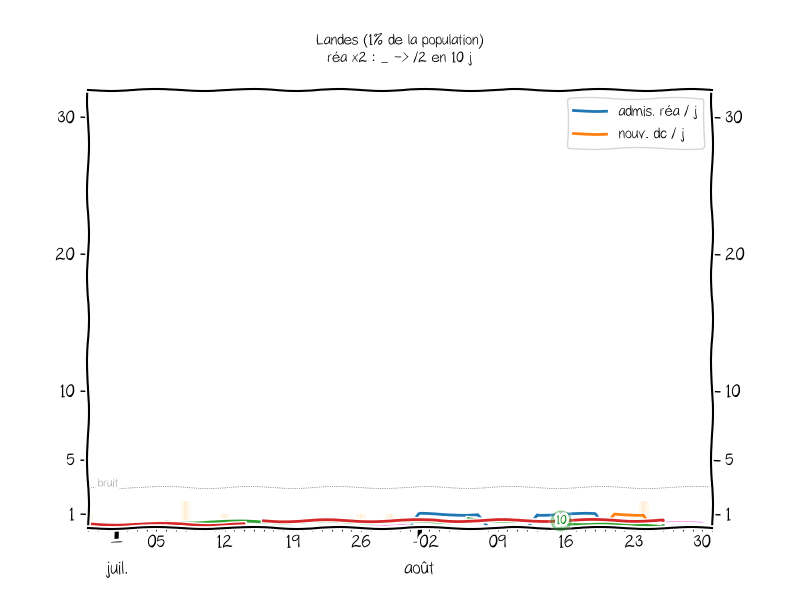 Landes (1% de la population)
réa x2 : _ -> /2 en 10 j
admis. réa / j
nouv. dc / j
30
30
20
20
10
10
5
5
bruit
1
1
10
05
12
19
26
02
09
16
23
30
juil.
août